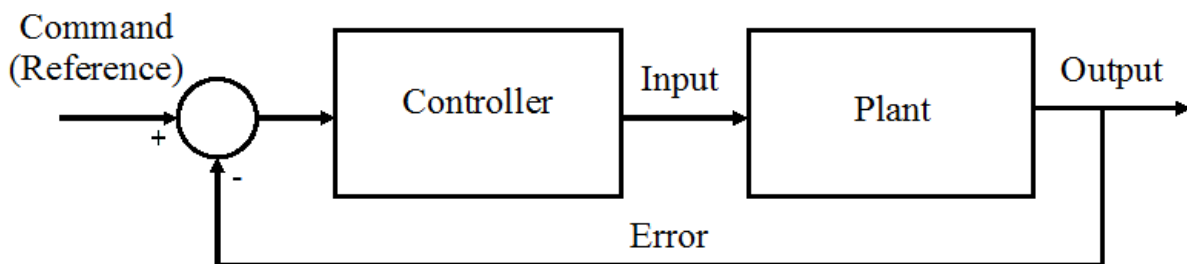 Command
(Reference)
+
-
Controller
Input
Plant
Output
Error